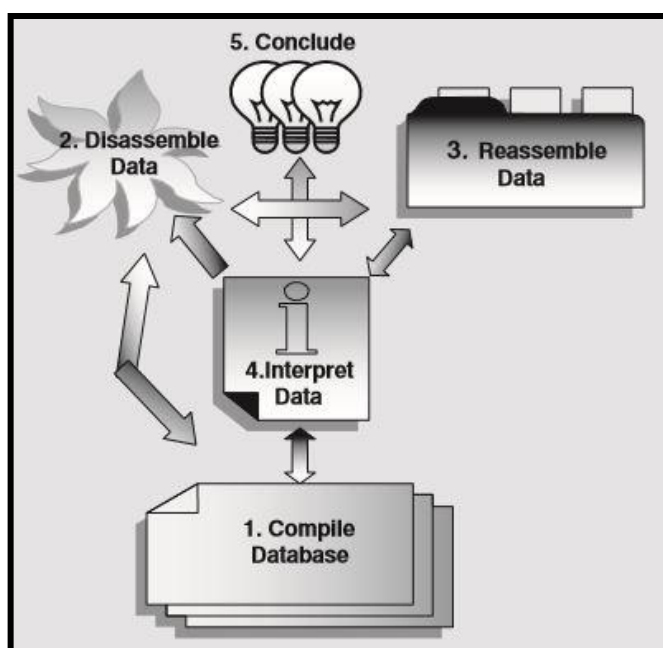 5. Conclude
2. Disassemble
Data
3. Reassemble
Data
4.Interpret
Data
1. Compile
Database